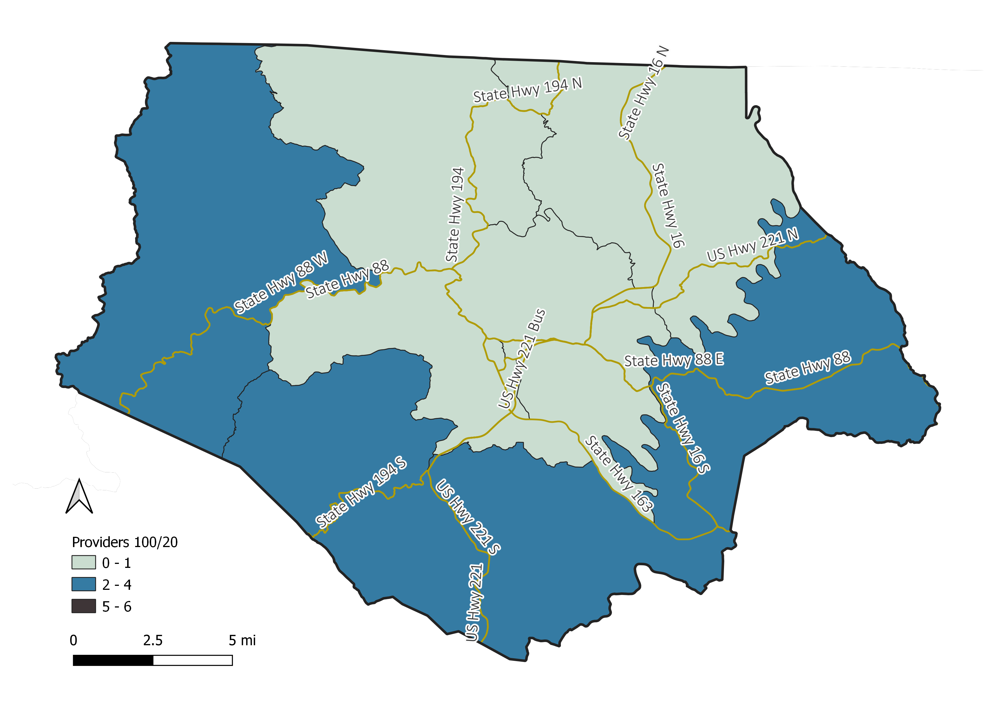 State Hwy 16 N
State Hwy 194 N
State Hwy 194
State Hwy 16
US Hwy 221 N
State Hwy 88 W
State Hwy 88
US Hwy 221 Bus
State Hwy 88 E
State Hwy 88
State Hwy 16 S
State Hwy 163
State Hwy 194 S
US Hwy 221 S
US Hwy 221
Providers 100/20
0 - 1
2 - 4
5 - 6
0 2.5 5 mi